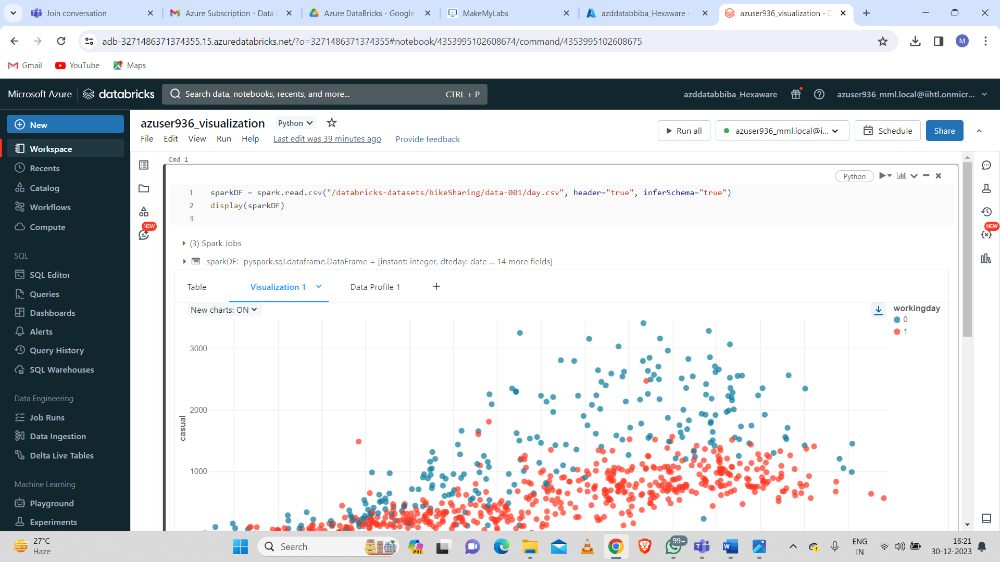 Join conversation
Azure Subscription - Data
Azure DataBricks - Google
MakeMyLabs
azddatabbiba_Hexaware -
azuser936_visualization - D
adb-3271486371374355.15.azuredatabricks.net/?o=3271486371374355#notebook/4353995102608674/command/4353995102608675
M
Gmail
YouTube
Maps
Microsoft Azure
databricks
Search data, notebooks, recents, and more...
CTRL + P
azddatabbiba_Hexaware
azuser936_mml.local@iihtl.onmicr...
New
Workspace
Recents
Catalog
Workflows
Compute
SQL
SQL Editor
Queries
Dashboards
Alerts
Query History
SQL Warehouses
Data Engineering
Job Runs
Data Ingestion
Delta Live Tables
Machine Learning
Playground
Experiments
azuser936_visualization
Python
File Edit View Run Help
Last edit was 39 minutes ago
Provide feedback
Run all
azuser936_mml.local@i...
Schedule
Share
NEW
NEW
Cmd 1
Python
1 sparkDF = spark.read.csv("/databricks-datasets/bikeSharing/data-001/day.csv", header="true", inferSchema="true")
2 display(sparkDF)
3
(3) Spark Jobs
sparkDF: pyspark.sql.dataframe.DataFrame = [instant: integer, dteday: date ... 14 more fields]
Table
Visualization 1
Data Profile 1
New charts: ON
workingday
0
1
3000
2000
casual
1000
27°C
Haze
Search
PRE
99+
ENG
IN
16:21
30-12-2023